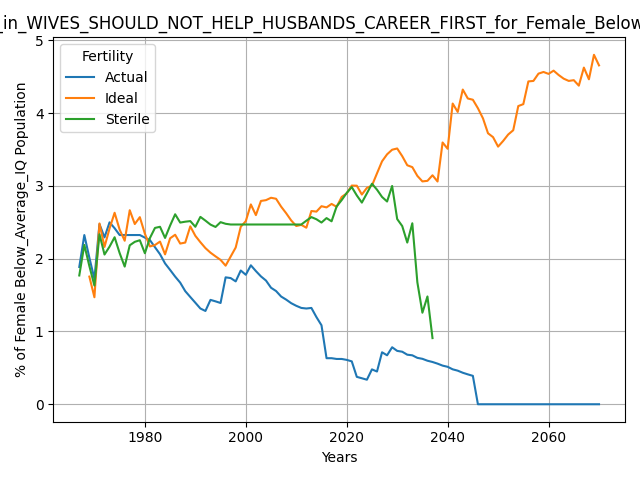 _in_WIVES_SHOULD_NOT_HELP_HUSBANDS_CAREER_FIRST_for_Female_Below
Fertility
Actual
Ideal
Sterile
% of Female Below_Average_IQ Population
5
4
3
2
1
0
1980 2000 2020 2040 2060
Years